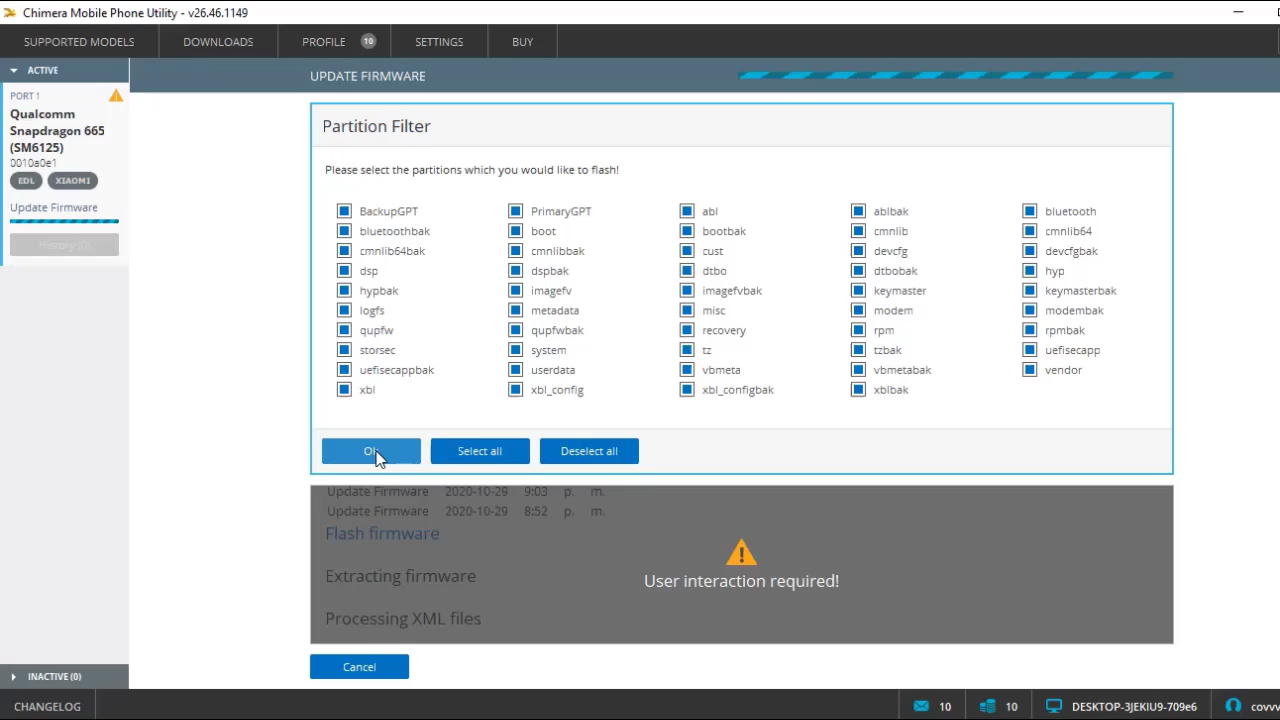 Chimera Mobile Phone Utility - v26.46.1149
SUPPORTED MODELS DOWNLOADS PROFILE 10 SETTINGS BUY
ACTIVE
PORT 1
Qualcomm
Snapdragon 665
(SM6125)
0010a0e1
EDL XIAOMI
Update Firmware
History (0)
UPDATE FIRMWARE
Partition Filter
Please select the partitions which you would like to flash!
BackupGPT PrimaryGPT abl ablbak bluetooth
bluetoothbak boot bootbak cmnlib cmnlib64
cmnlib64bak cmnlibbak cust devcfg devcfgbak
dsp dspbak dtbo dtbobak hyp
hypbak imagefv imagefvbak keymaster keymasterbak
logfs metadata misc modem modembak
qupfw qupfwbak recovery rpm rpmbak
storsec system tz tzbak uefisecapp
uefisecappbak userdata vbmeta vbmetabak vendor
xbl xbl_config xbl_configbak xblbak
Select all Deselect all
Update Firmware 2020-10-29 9:03 p. m.
Update Firmware 2020-10-29 8:52 p. m.
Flash firmware
Extracting firmware
Processing XML files
User interaction required!
Cancel
INACTIVE (0)
CHANGELOG 10 10 DESKTOP-3JEKIU9-709e6